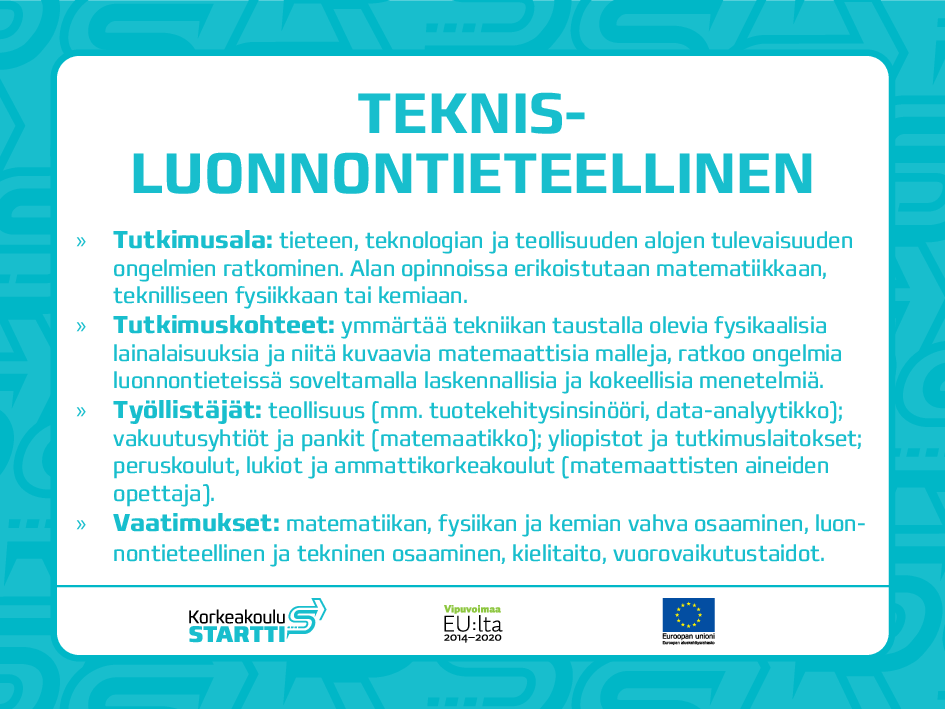 TEKNIS-
LUONNONTIETEELLINEN
» Tutkimusala: tieteen, teknologian ja teollisuuden alojen tulevaisuuden
ongelmien ratkominen. Alan opinnoissa erikoistutaan matematiikkaan,
teknilliseen fysiikkaan tai kemiaan.
» Tutkimuskohteet: ymmärtää tekniikan taustalla olevia fysikaalisia
lainalaisuuksia ja niitä kuvaavia matemaattisia malleja, ratkoo ongelmia
luonnontieteissä soveltamalla laskennallisia ja kokeellisia menetelmiä.
» Työllistäjät: teollisuus (mm. tuotekehitysinsinööri, data-analyytikko);
vakuutusyhtiöt ja pankit (matemaatikko); yliopistot ja tutkimuslaitokset;
peruskoulut, lukiot ja ammattikorkeakoulut (matemaattisten aineiden
opettaja).
» Vaatimukset: matematiikan, fysiikan ja kemian vahva osaaminen, luon-
nontieteellinen ja tekninen osaaminen, kielitaito, vuorovaikutustaidot.
Korkeakoulu
STARTTI
Vipuvoimaa
EU:lta
2014–2020
Euroopan unioni
Euroopan aluekehitysrahasto